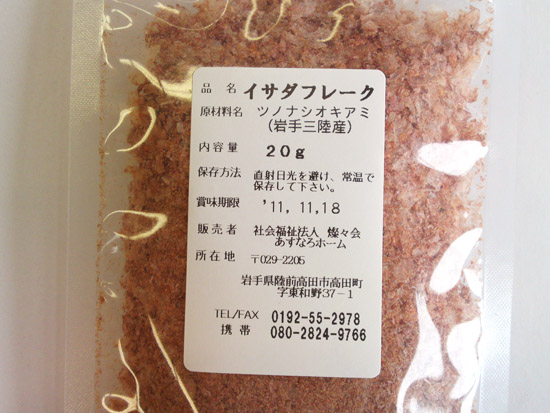 品名 イサダフレーク
原材料名 ツノナシオキアミ
（岩手三陸産）
内容量 20g
保存方法 直射日光を避け、常温で
保存して下さい。
賞味期限 '11,11,18
販売者 社会福祉法人 燦々会
あすなろホーム
所在地 〒029-2205
岩手県陸前高田市高田町
字東和野37-1
TEL/FAX 0192-55-2978
携帯 080-2824-9766